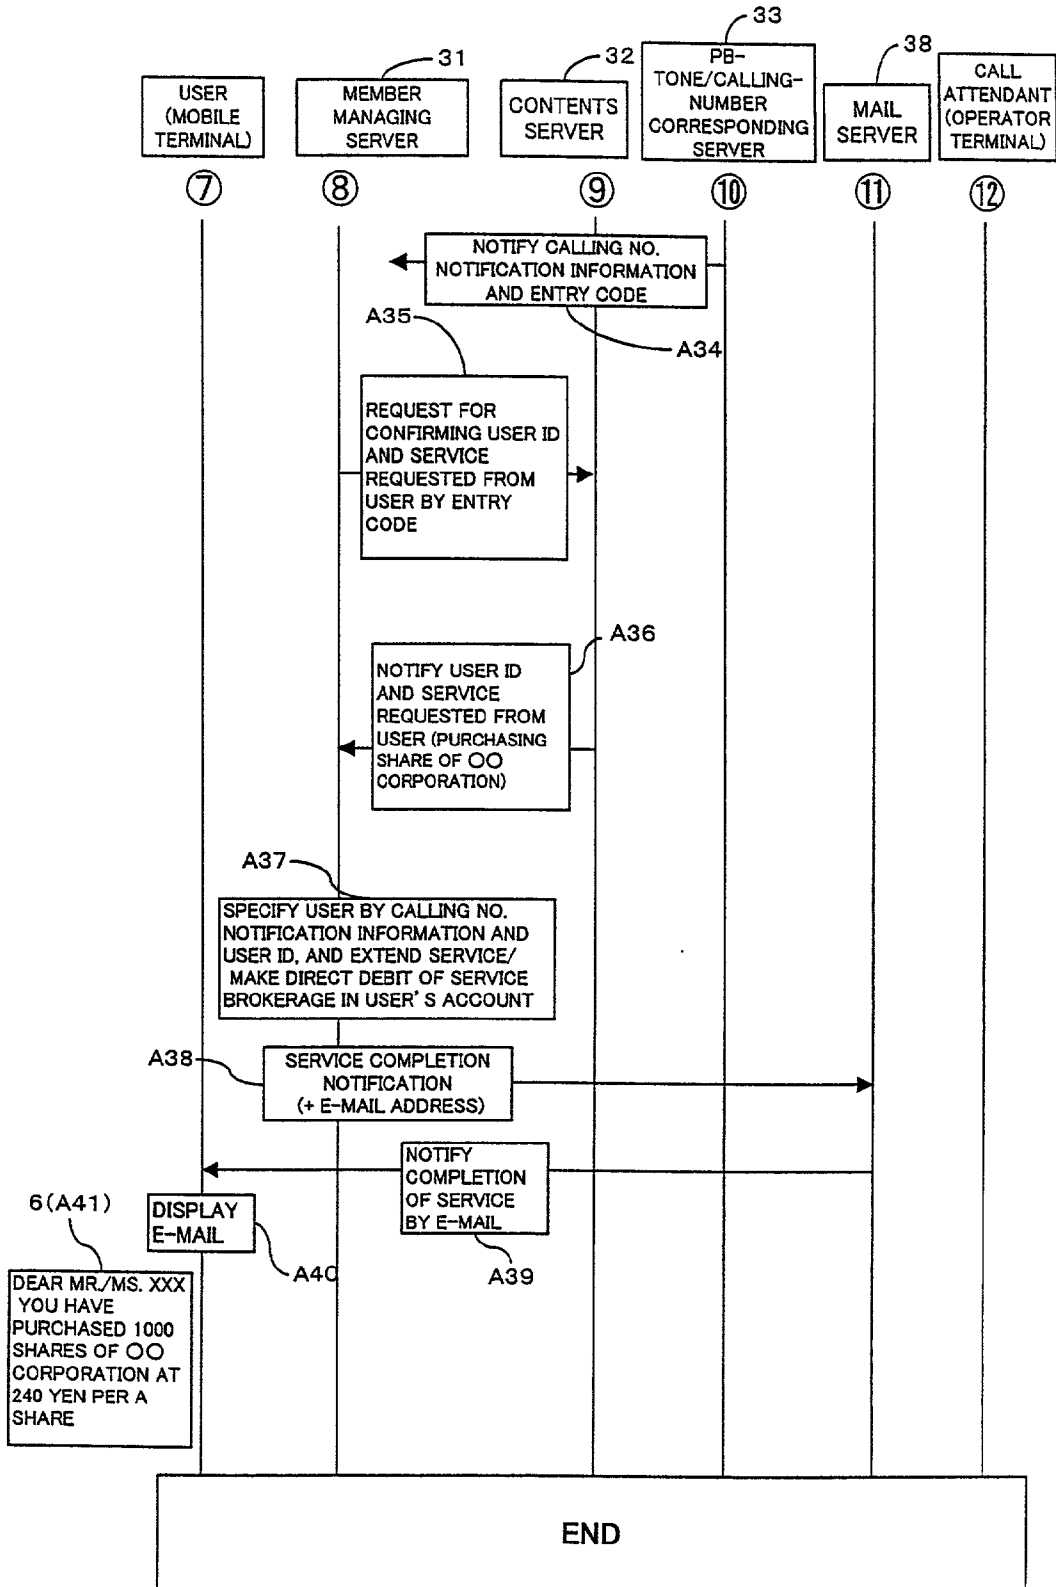 33
31
32
38
USER
(MOBILE
TERMINAL)
MEMBER
MANAGING
SERVER
CONTENTS
SERVER
PB-
TONE/CALLING-
NUMBER
CORRESPONDING
SERVER
MAIL
SERVER
CALL
ATTENDANT
(OPERATOR
TERMINAL)
⑦
⑧
⑨
⑩
⑪
⑫
NOTIFY CALLING NO.
NOTIFICATION INFORMATION
AND ENTRY CODE
A35
A34
REQUEST FOR
CONFIRMING USER ID
AND SERVICE
REQUESTED FROM
USER BY ENTRY
CODE
A36
NOTIFY USER ID
AND SERVICE
REQUESTED FROM
USER (PURCHASING
SHARE OF ○○
CORPORATION)
A37
SPECIFY USER BY CALLING NO.
NOTIFICATION INFORMATION AND
USER ID, AND EXTEND SERVICE/
MAKE DIRECT DEBIT OF SERVICE
BROKERAGE IN USER'S ACCOUNT
A38
SERVICE COMPLETION
NOTIFICATION
(+ E-MAIL ADDRESS)
NOTIFY
COMPLETION
OF SERVICE
BY E-MAIL
6(A41)
DISPLAY
E-MAIL
A40
A39
DEAR MR./MS. XXX
YOU HAVE
PURCHASED 1000
SHARES OF ○○
CORPORATION AT
240 YEN PER A
SHARE
END